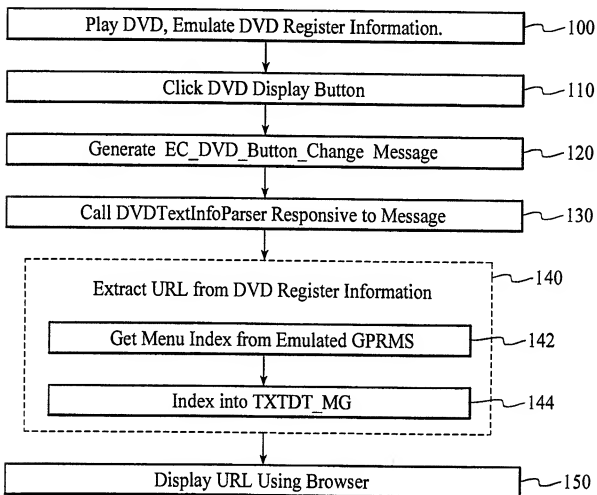 Play DVD, Emulate DVD Register Information.
100
Click DVD Display Button
110
Generate EC_DVD_Button_Change Message
120
Call DVDTextInfoParser Responsive to Message
130
140
Extract URL from DVD Register Information
Get Menu Index from Emulated GPRMS
142
Index into TXTDT_MG
144
Display URL Using Browser
150